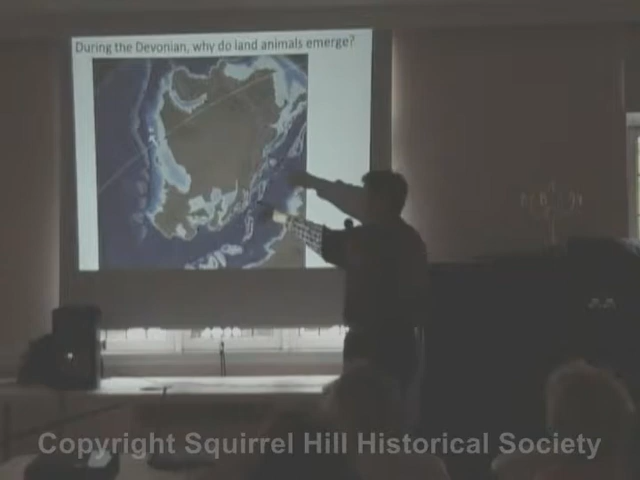 During the Devonian, why do land animals emerge?
Copyright Squirrel Hill Historical Society